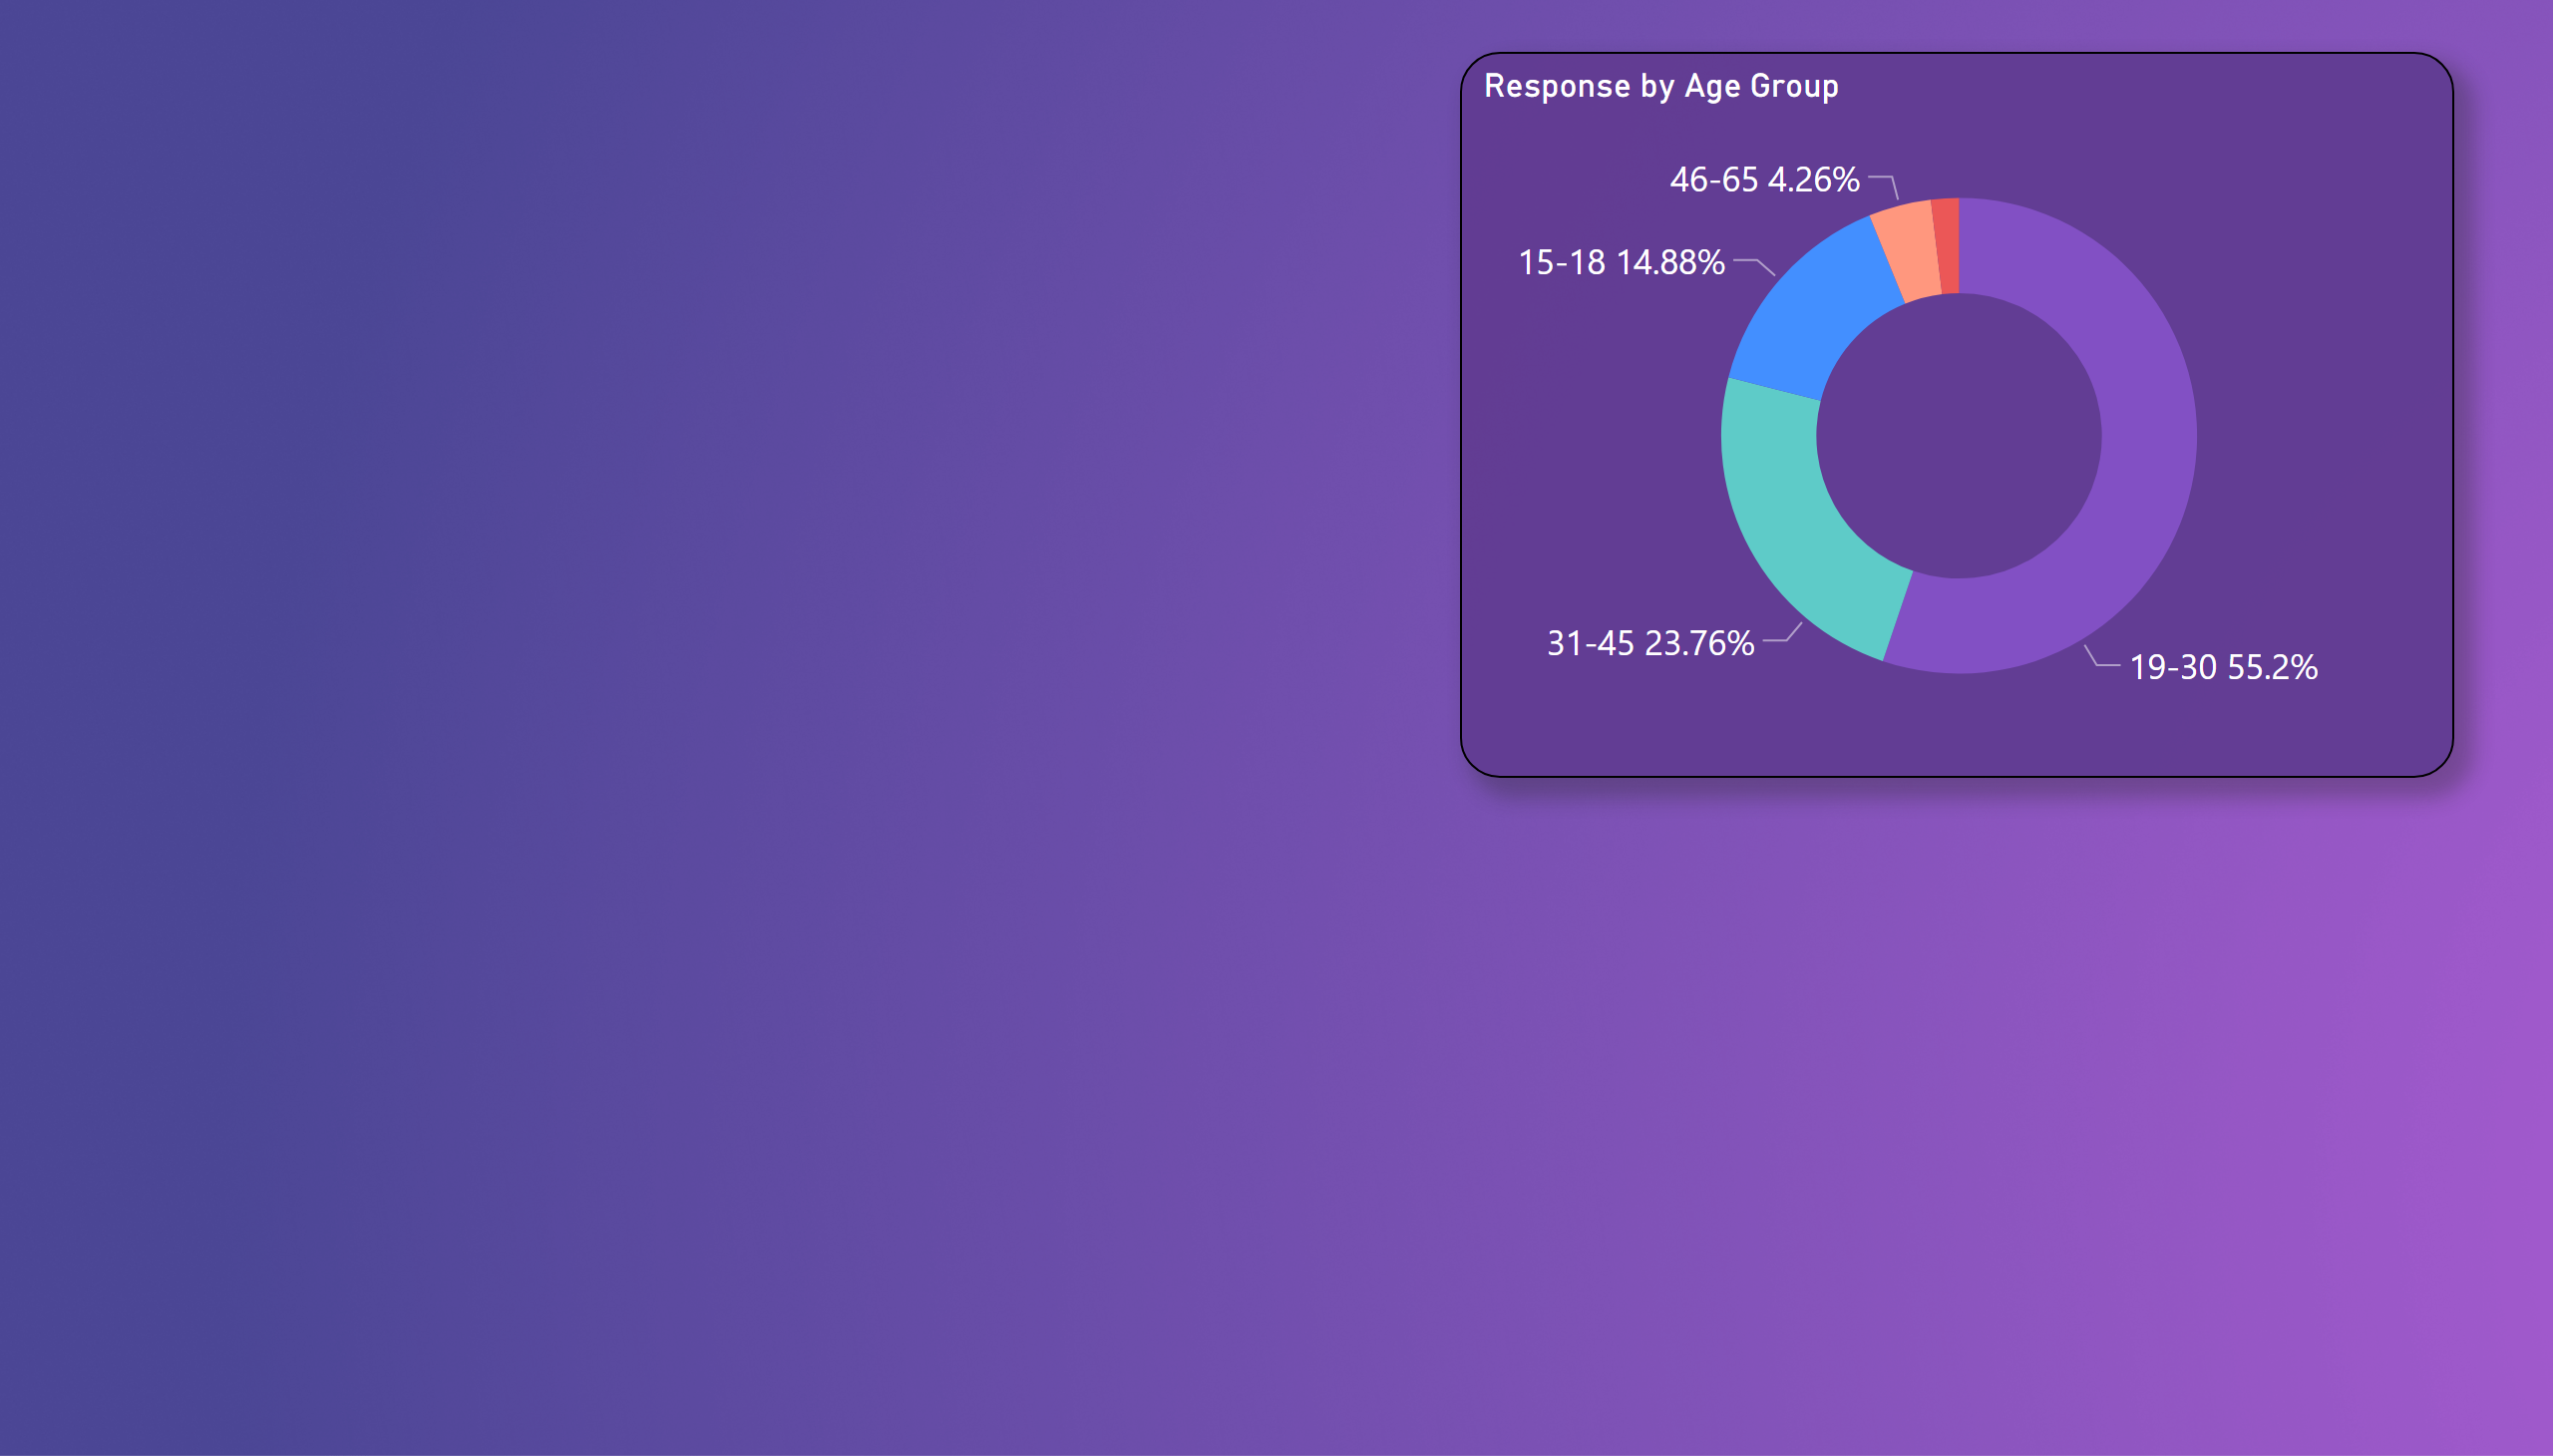 Response by Age Group
46-65 4.26%
15-18 14.88%
31-45 23.76%
19-30 55.2%